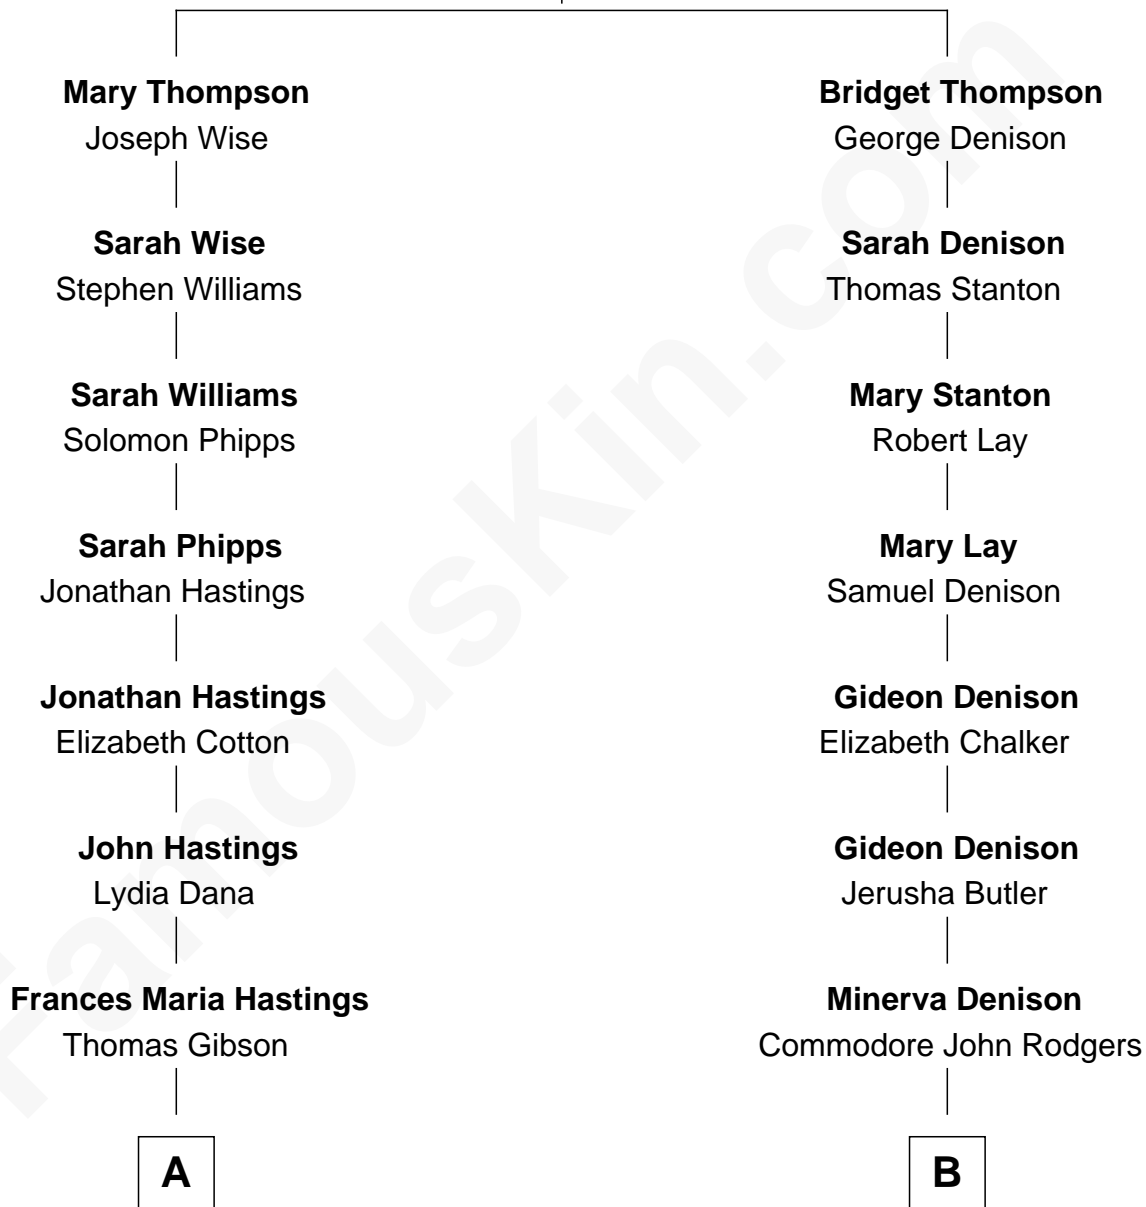 Mary Thompson
Joseph Wise
Bridget Thompson
George Denison
Sarah Wise
Stephen Williams
Sarah Denison
Thomas Stanton
Sarah Williams
Solomon Phipps
Mary Stanton
Robert Lay
Sarah Phipps
Jonathan Hastings
Mary Lay
Samuel Denison
Jonathan Hastings
Elizabeth Cotton
Gideon Denison
Elizabeth Chalker
John Hastings
Lydia Dana
Gideon Denison
Jerusha Butler
Frances Maria Hastings
Thomas Gibson
Minerva Denison
Commodore John Rodgers
A
B
FamousKin.com